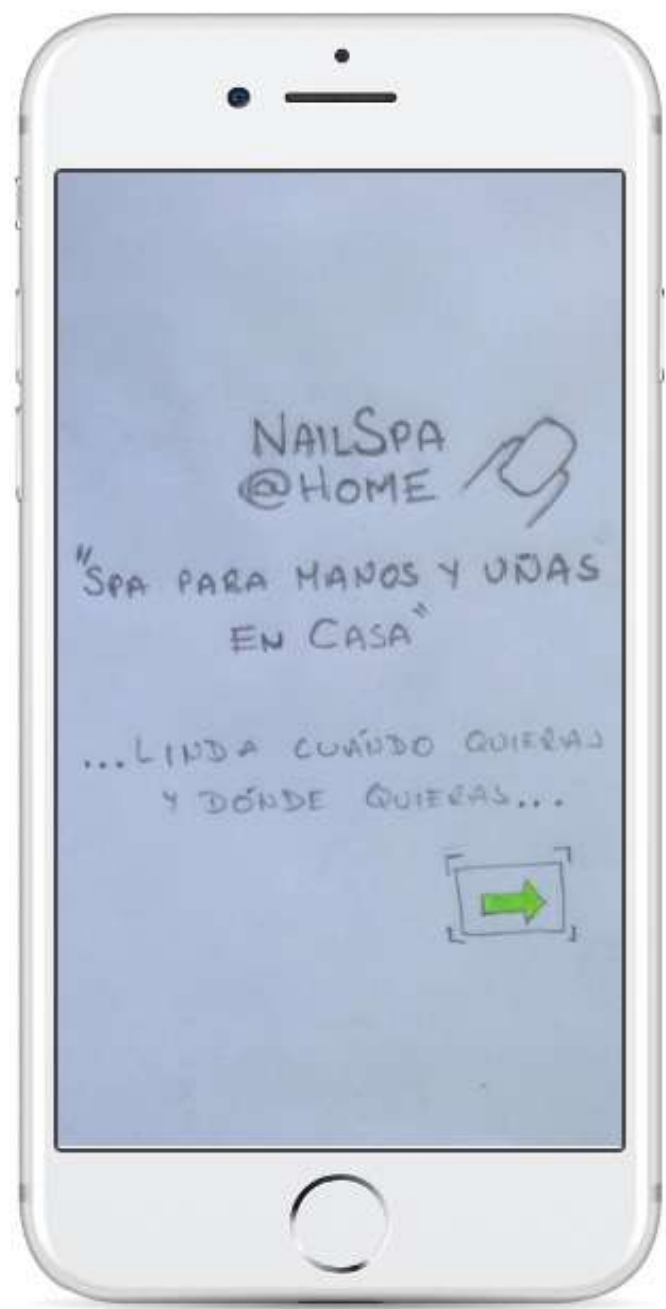 NAILSPA
@HOME
"SPA PARA MANOS Y UÑAS
EN CASA"
...LINDA CUÁNDO QUIERAS
Y DÓNDE QUIERAS...